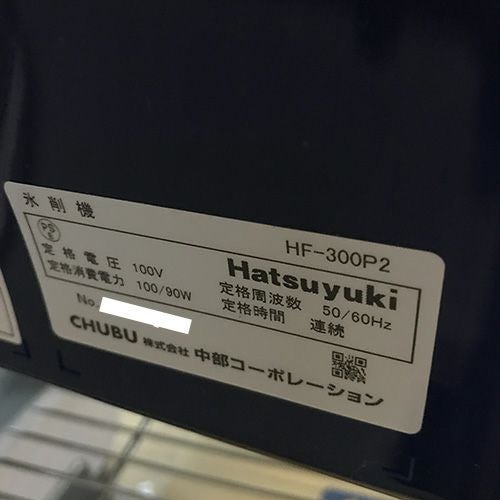 氷削機
HF-300P2
PS
E
Hatsuyuki
定格電圧 100V
定格周波数 50/60Hz
定格消費電力 100/90W
定格時間 連続
No.
CHUBU 株式会社 中部コーポレーション